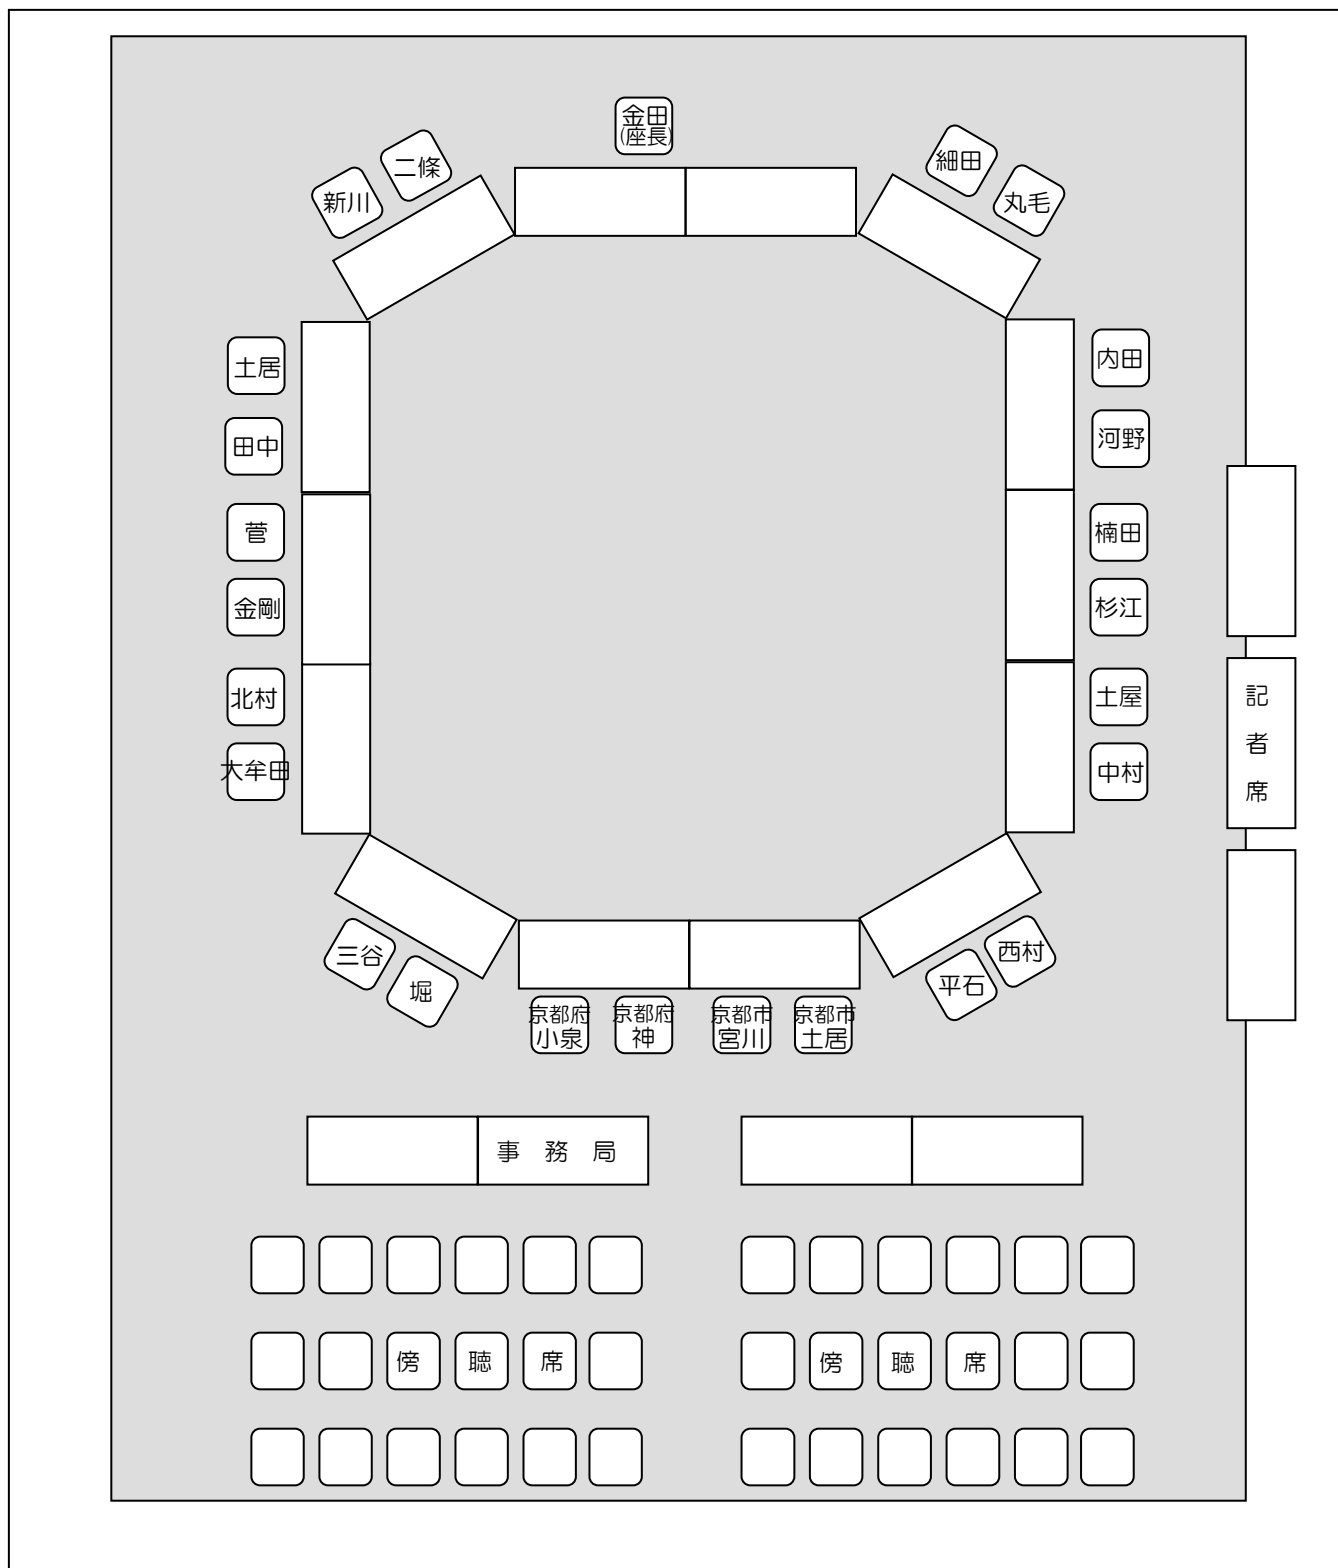 金田
(座長)
二條
新川
細田
丸毛
土居
田中
菅
金剛
北村
大牟田
内田
河野
楠田
杉江
土屋
中村
記者席
三谷
堀
京都府
小泉
京都府
神
京都市
宮川
京都市
土居
平石
西村
事務局
傍聴席
傍聴席